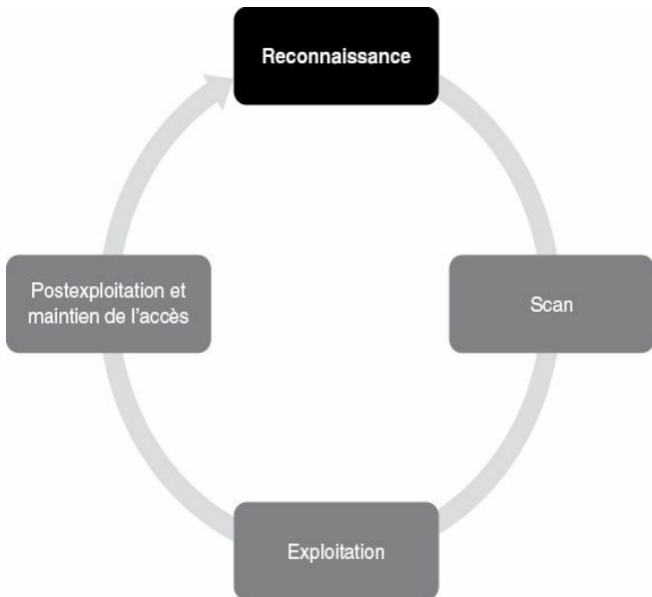 Reconnaissance
Scan
Exploitation
Postexploitation et
maintien de l'accès